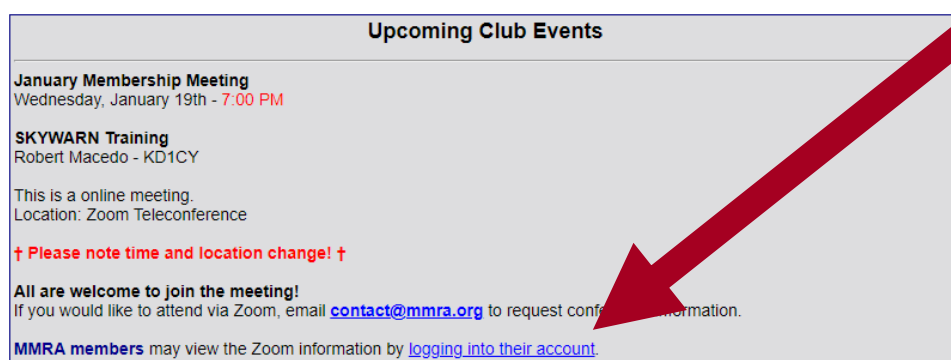 Upcoming Club Events
January Membership Meeting
Wednesday, January 19th - 7:00 PM
SKYWARN Training
Robert Macedo - KD1CY
This is a online meeting.
Location: Zoom Teleconference
† Please note time and location change! †
All are welcome to join the meeting!
If you would like to attend via Zoom, email contact@mmra.org to request
MMRA members may view the Zoom information by logging into their account.